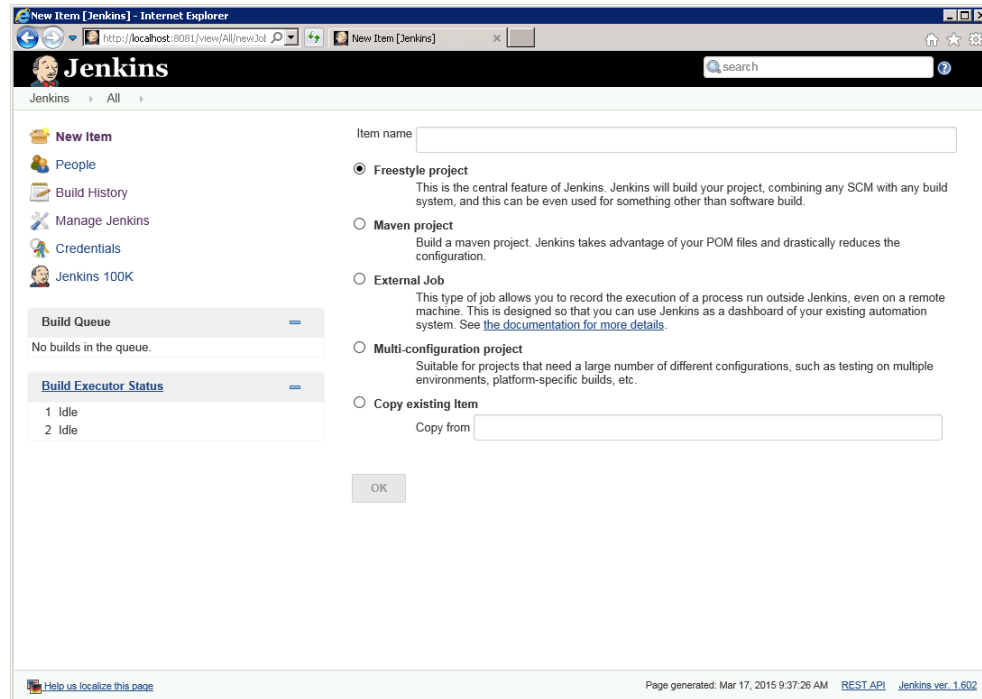 New Item [Jenkins] - Internet Explorer
http://localhost:8081/view/All/newJob
New Item [Jenkins]
Jenkins
search
Jenkins All
New Item
People
Build History
Manage Jenkins
Credentials
Jenkins 100K
Build Queue
No builds in the queue.
Build Executor Status
1 Idle
2 Idle
Item name
Freestyle project
This is the central feature of Jenkins. Jenkins will build your project, combining any SCM with any build
system, and this can be even used for something other than software build.
Maven project
Build a maven project. Jenkins takes advantage of your POM files and drastically reduces the
configuration.
External Job
This type of job allows you to record the execution of a process run outside Jenkins, even on a remote
machine. This is designed so that you can use Jenkins as a dashboard of your existing automation
system. See the documentation for more details.
Multi-configuration project
Suitable for projects that need a large number of different configurations, such as testing on multiple
environments, platform-specific builds, etc.
Copy existing Item
Copy from
OK
Help us localize this page
Page generated: Mar 17, 2015 9:37:26 AM REST API Jenkins ver. 1.602